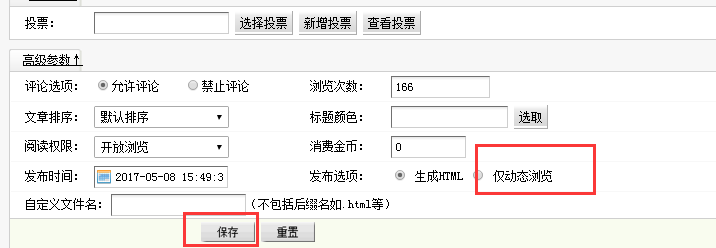 投票： 选择投票 新增投票 查看投票
高级参数↑
评论选项： 允许评论 禁止评论 浏览次数： 166
文章排序： 默认排序 标题颜色： 选取
阅读权限： 开放浏览 消费金币： 0
发布时间： 2017-05-08 15:49:3 发布选项： 生成HTML 仅动态浏览
自定义文件名： （不包括后缀名如.html等）
保存 重置